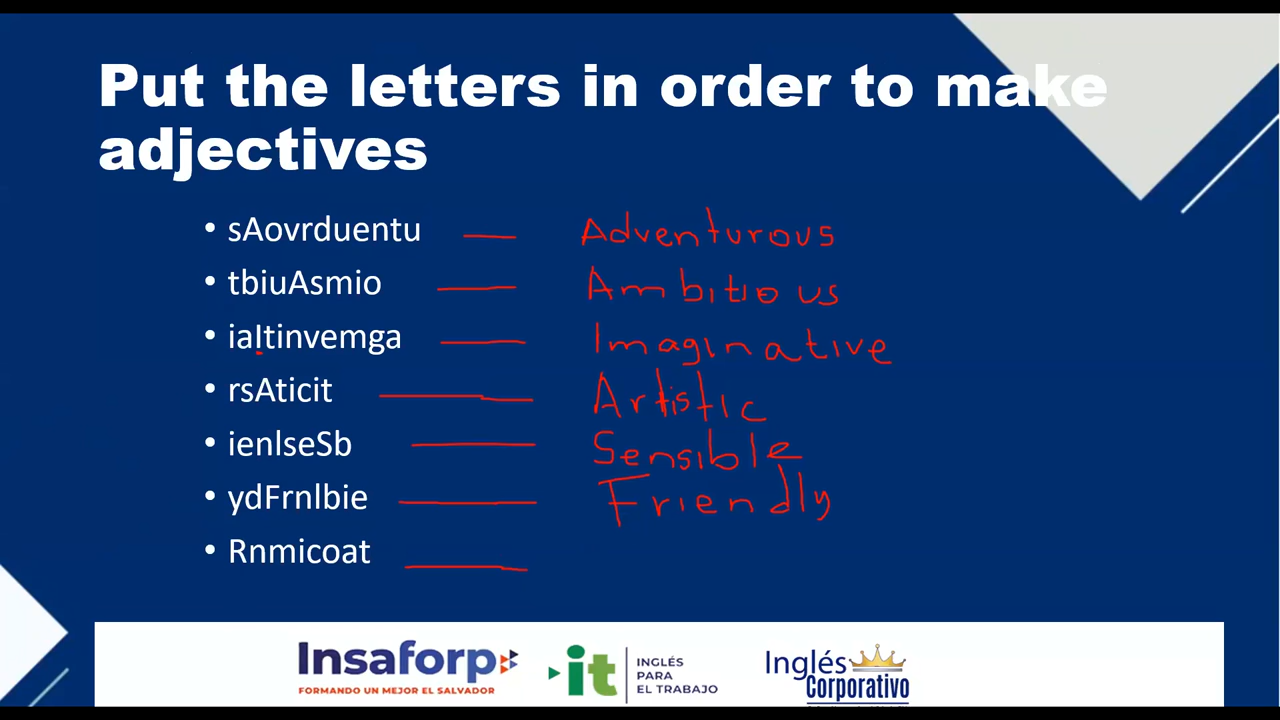 Put the letters in order to make
adjectives
• sAovrduentu — Adventurous
• tbiuAsmio — Ambitious
• iaItinvemga — Imaginative
• rsAticit — Artistic
• ienlseSb — Sensible
• ydFrnlbie — Friendly
• Rnmicoat —
Insaforp
FORMANDO UN MEJOR EL SALVADOR
it
INGLÉS
PARA
EL TRABAJO
Inglés
Corporativo